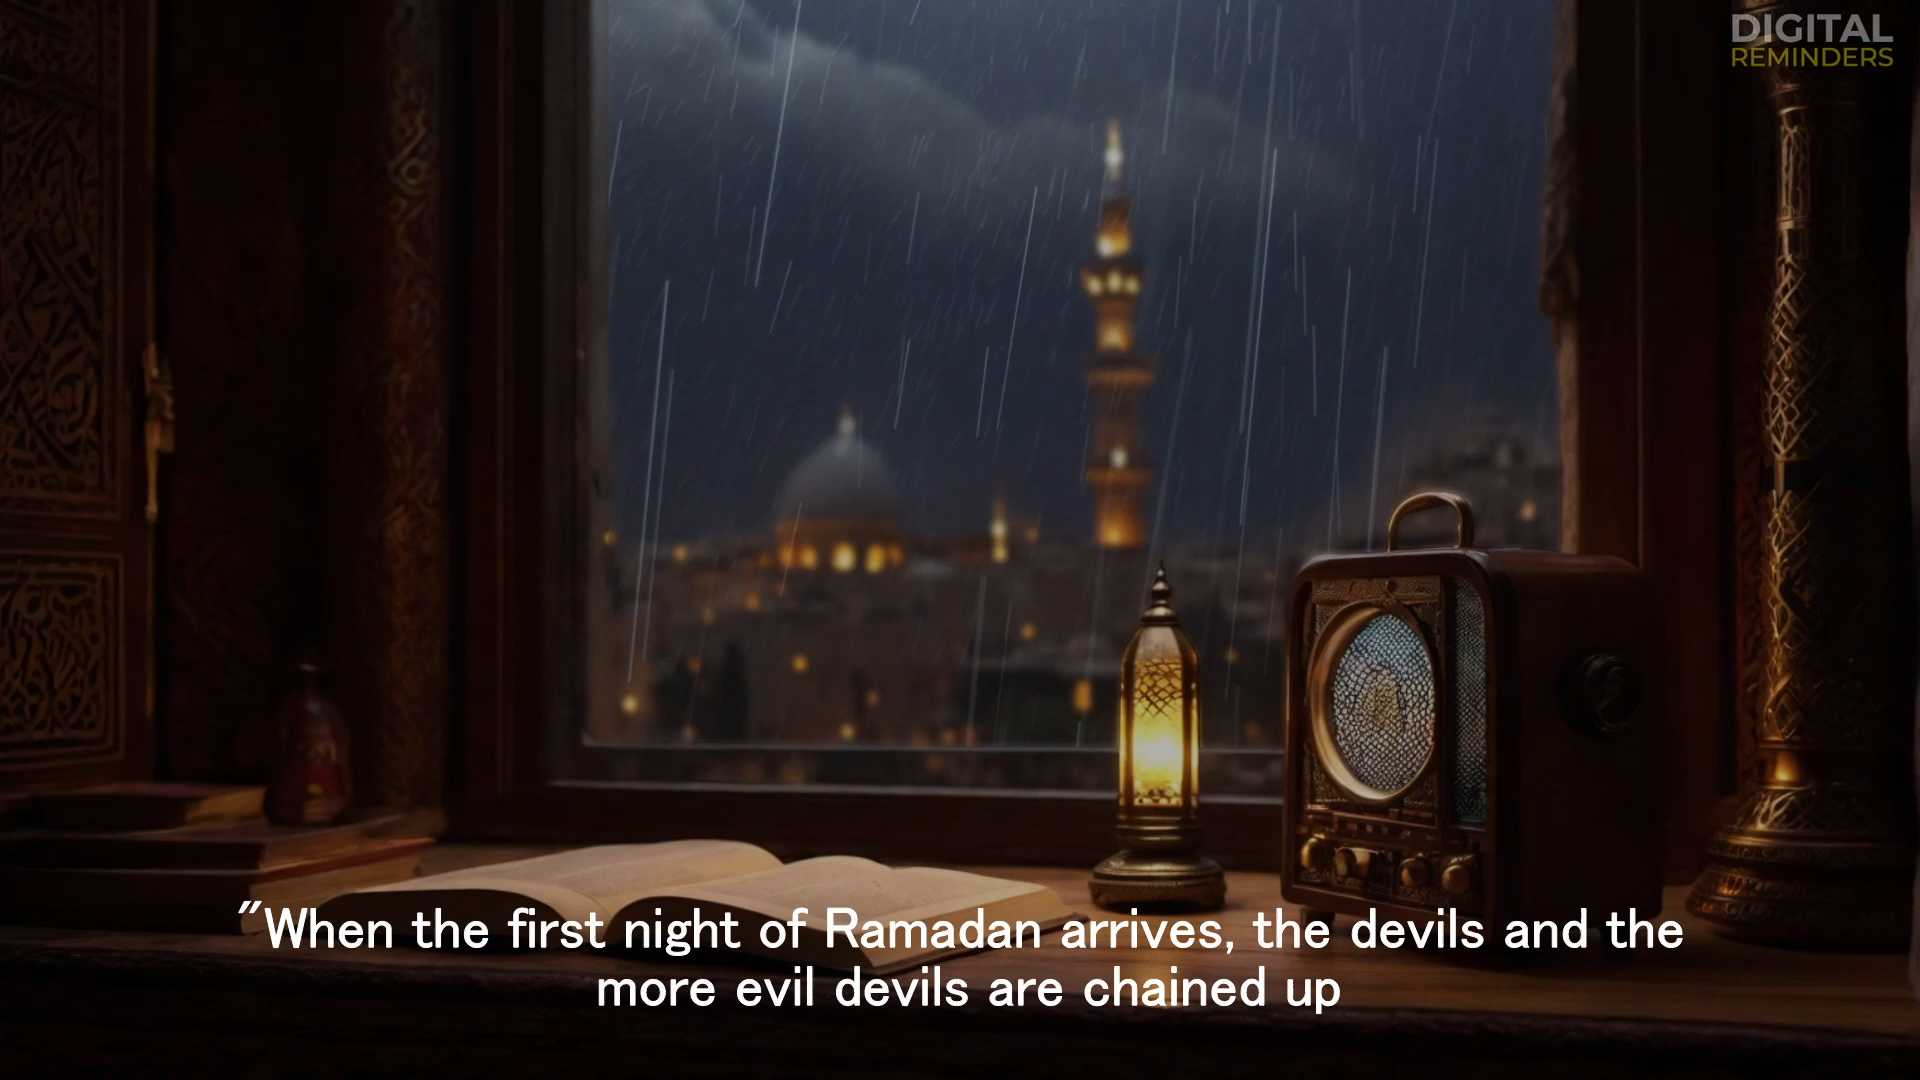 DIGITAL
REMINDERS
"When the first night of Ramadan arrives, the devils and the
more evil devils are chained up